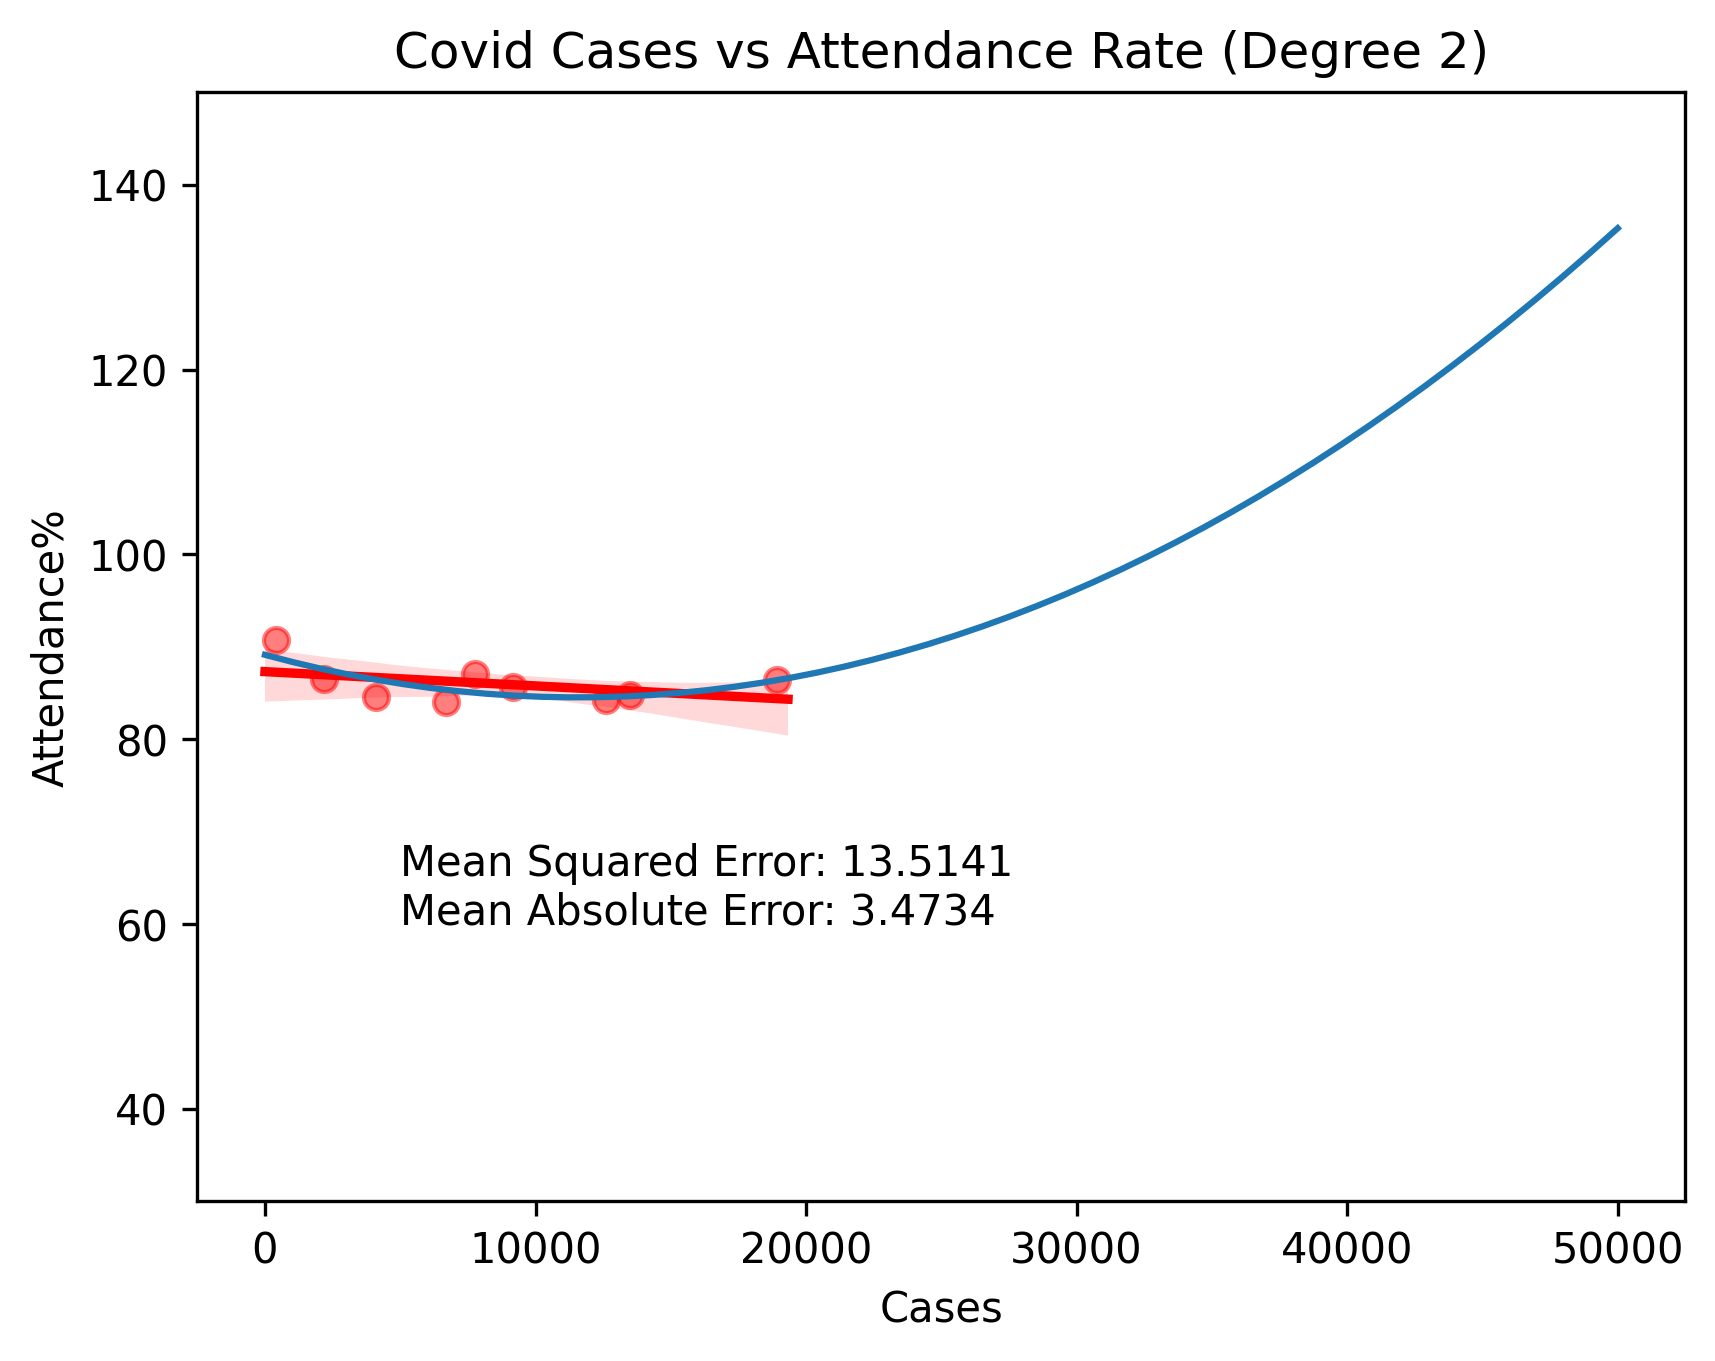 Covid Cases vs Attendance Rate (Degree 2)
140
120
100
80
60
40
Attendance%
Mean Squared Error: 13.5141
Mean Absolute Error: 3.4734
0 10000 20000 30000 40000 50000
Cases